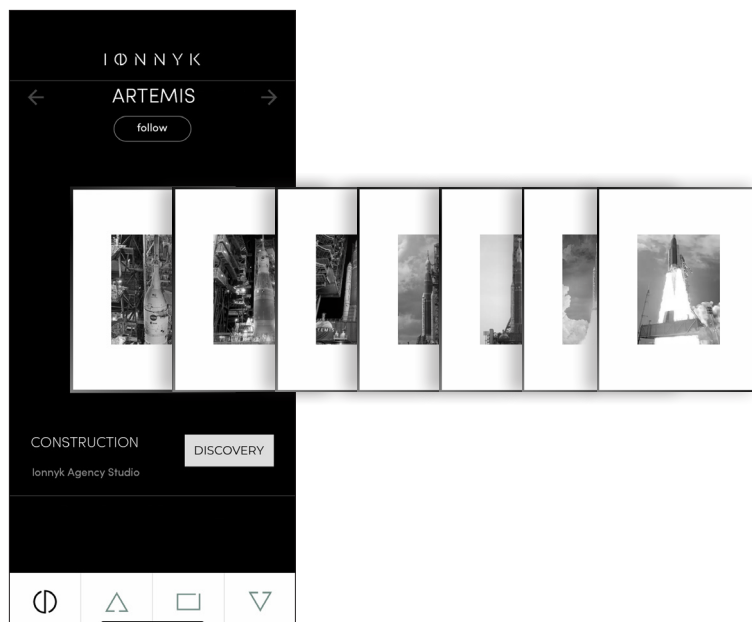 IONNYK
ARTEMIS
follow
CONSTRUCTION
DISCOVERY
Ionnyk Agency Studio